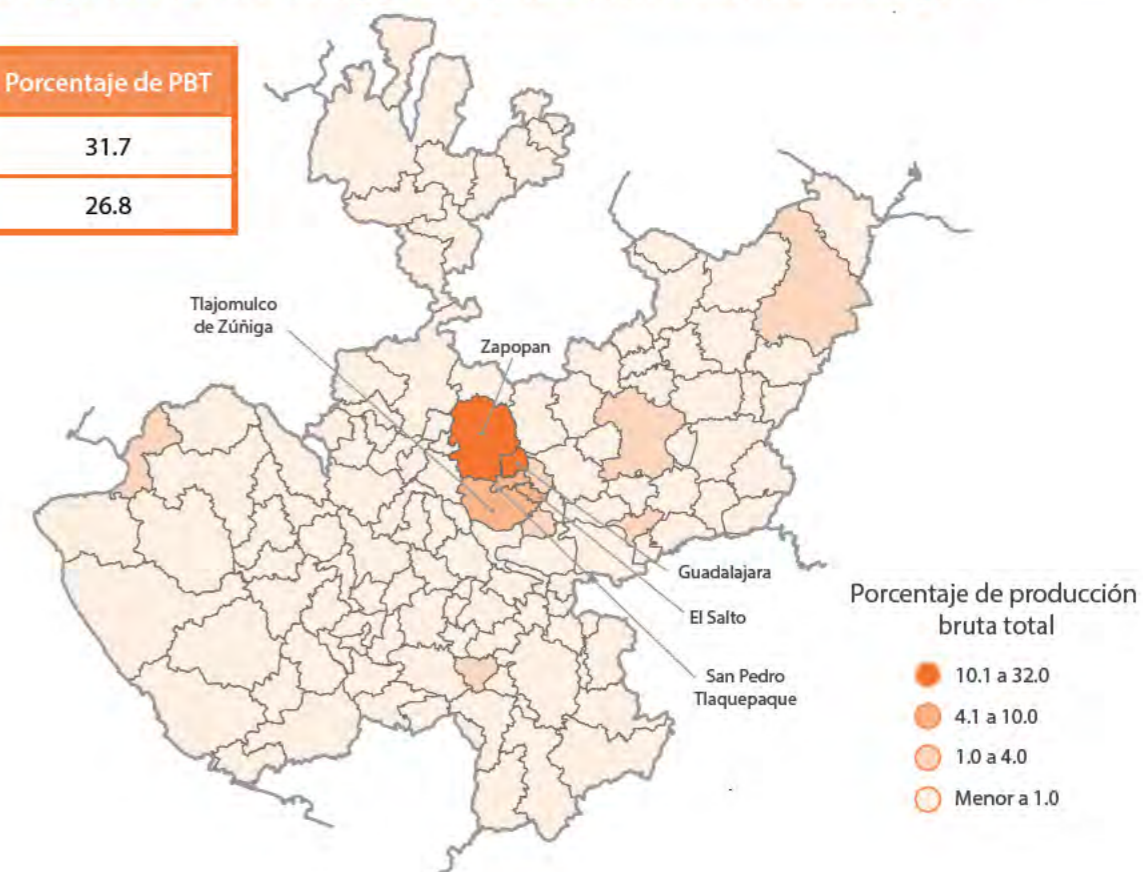 Porcentaje de PBT
31.7
26.8
Tlajomulco
de Zúñiga
Zapopan
Guadalajara
El Salto
San Pedro
Tlaquepaque
Porcentaje de producción
bruta total
10.1 a 32.0
4.1 a 10.0
1.0 a 4.0
Menor a 1.0